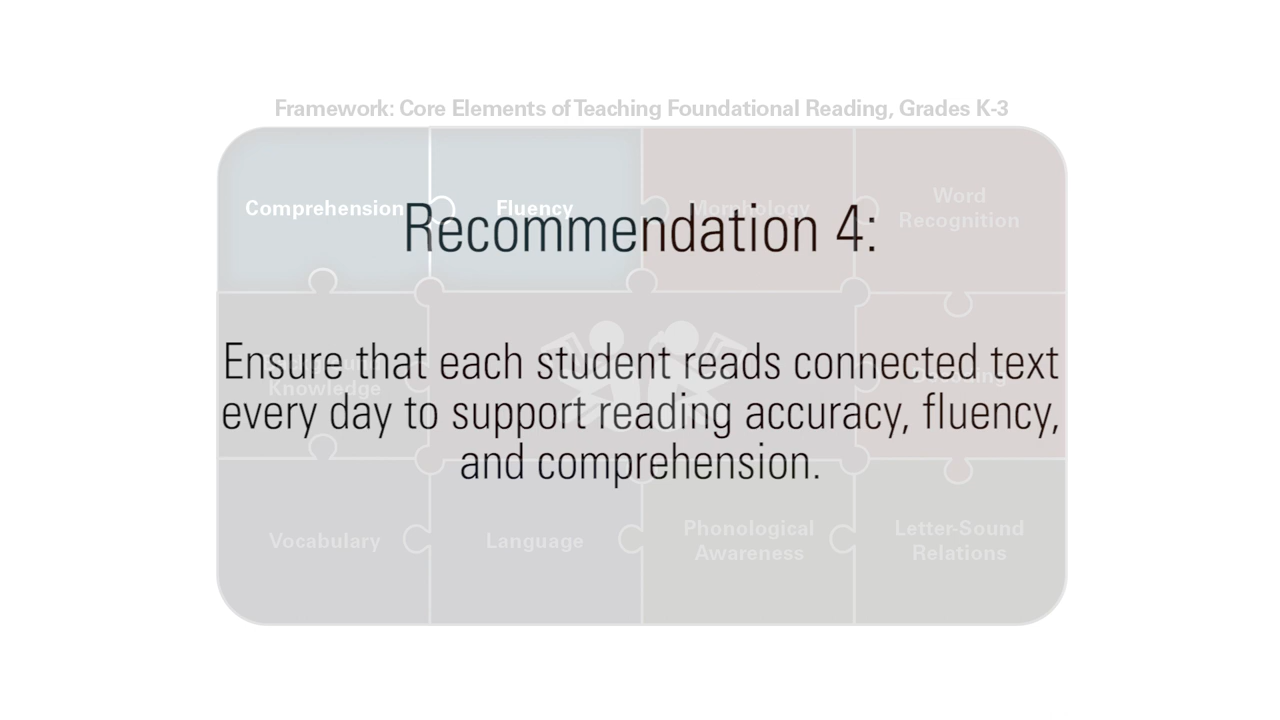 Framework: Core Elements of Teaching Foundational Reading, Grades K-3
Comprehension
Fluency
Morphology
Word
Recognition
Recommendation 4:
Ensure that each student reads connected text
every day to support reading accuracy, fluency,
and comprehension.
Knowledge
Decoding
Vocabulary
Language
Phonological
Awareness
Letter-Sound
Relations